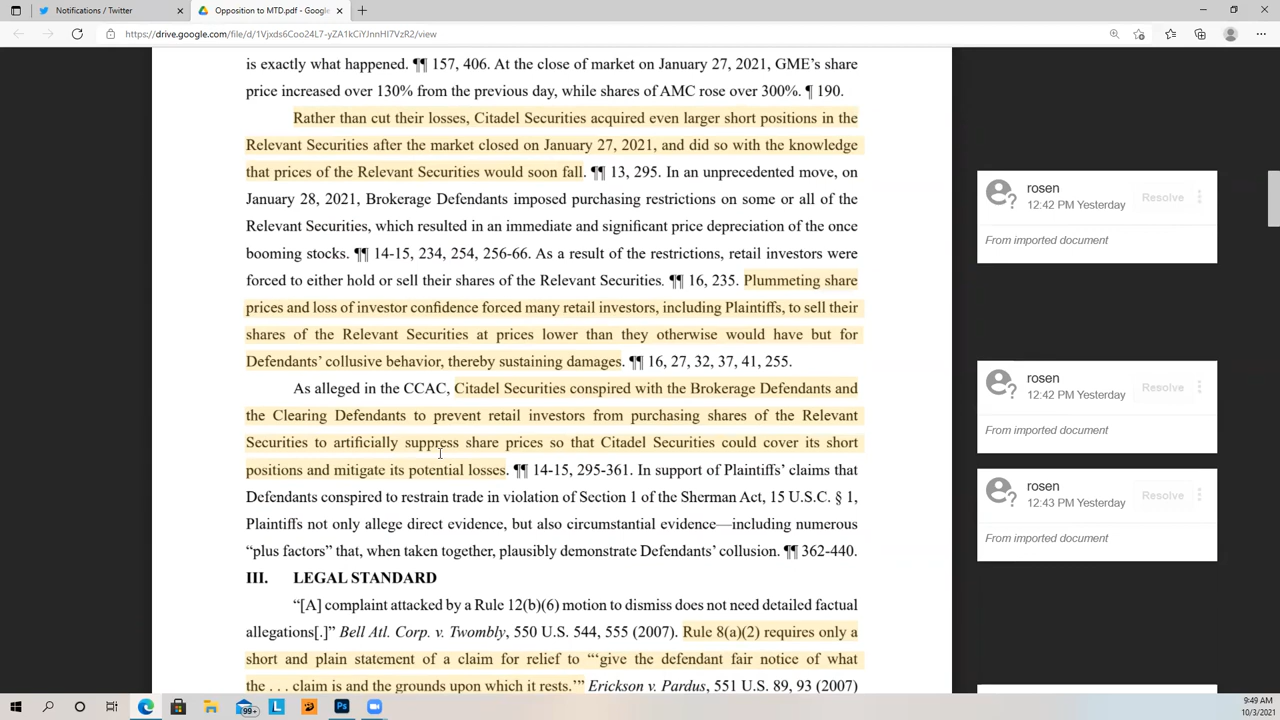 Notifications / Twitter
Opposition to MTD.pdf - Google
https://drive.google.com/file/d/1Vjxds6Coo24L7-yZA1kCiYJnnHI7VzR2/view
is exactly what happened. ¶¶ 157, 406. At the close of market on January 27, 2021, GME’s share
price increased over 130% from the previous day, while shares of AMC rose over 300%. ¶ 190.
Rather than cut their losses, Citadel Securities acquired even larger short positions in the
Relevant Securities after the market closed on January 27, 2021, and did so with the knowledge
that prices of the Relevant Securities would soon fall. ¶¶ 13, 295. In an unprecedented move, on
January 28, 2021, Brokerage Defendants imposed purchasing restrictions on some or all of the
Relevant Securities, which resulted in an immediate and significant price depreciation of the once
booming stocks. ¶¶ 14-15, 234, 254, 256-66. As a result of the restrictions, retail investors were
forced to either hold or sell their shares of the Relevant Securities. ¶¶ 16, 235. Plummeting share
prices and loss of investor confidence forced many retail investors, including Plaintiffs, to sell their
shares of the Relevant Securities at prices lower than they otherwise would have but for
Defendants’ collusive behavior, thereby sustaining damages. ¶¶ 16, 27, 32, 37, 41, 255.
As alleged in the CCAC, Citadel Securities conspired with the Brokerage Defendants and
the Clearing Defendants to prevent retail investors from purchasing shares of the Relevant
Securities to artificially suppress share prices so that Citadel Securities could cover its short
positions and mitigate its potential losses. ¶¶ 14-15, 295-361. In support of Plaintiffs’ claims that
Defendants conspired to restrain trade in violation of Section 1 of the Sherman Act, 15 U.S.C. § 1,
Plaintiffs not only allege direct evidence, but also circumstantial evidence—including numerous
“plus factors” that, when taken together, plausibly demonstrate Defendants’ collusion. ¶¶ 362-440.
III. LEGAL STANDARD
“[A] complaint attacked by a Rule 12(b)(6) motion to dismiss does not need detailed factual
allegations[.]” Bell Atl. Corp. v. Twombly, 550 U.S. 544, 555 (2007). Rule 8(a)(2) requires only a
short and plain statement of a claim for relief to “‘give the defendant fair notice of what
the . . . claim is and the grounds upon which it rests.’” Erickson v. Pardus, 551 U.S. 89, 93 (2007)
rosen
12:42 PM Yesterday
Resolve
From imported document
rosen
12:42 PM Yesterday
Resolve
From imported document
rosen
12:43 PM Yesterday
Resolve
From imported document
99+
L
Ps
9:49 AM
10/3/2021